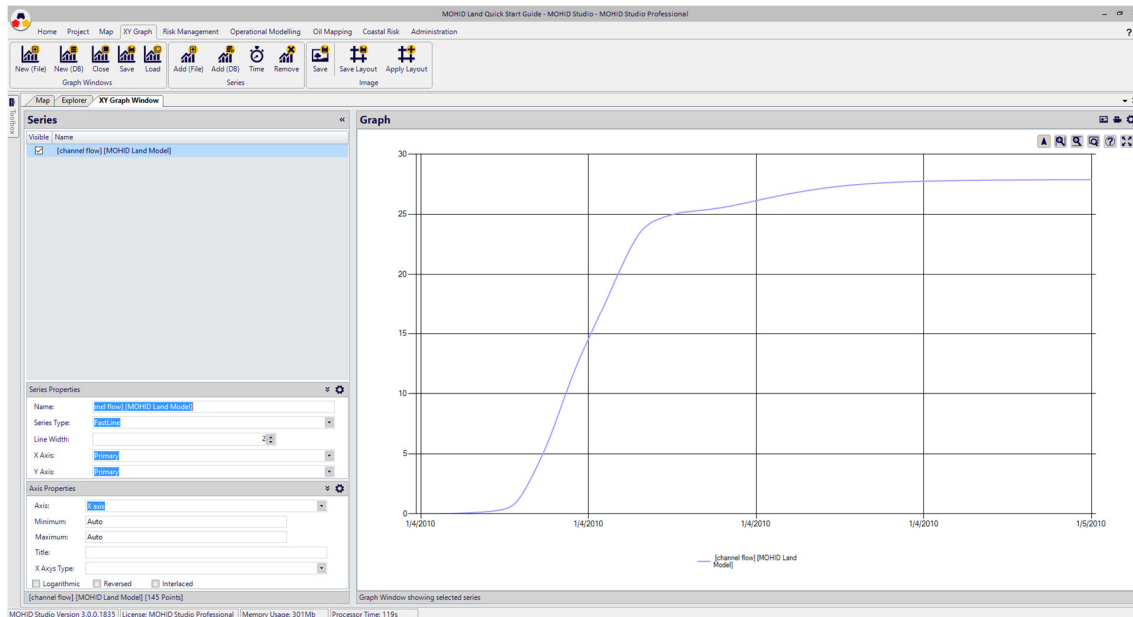 MOHID Land Quick Start Guide - MOHID Studio - MOHID Studio Professional
Home Project Map XY Graph Risk Management Operational Modelling Oil Mapping Coastal Risk Administration
New (File) New (DB) Close Save Load Add (File) Add (DB) Time Remove Save Save Layout Apply Layout
Graph Windows Series Image
Toolbox
Map Explorer XY Graph Window
Series «
Visible Name
[channel flow] [MOHID Land Model]
Series Properties
Name: nel flow] [MOHID Land Model]
Series Type: FastLine
Line Width: 2
X Axis: Primary
Y Axis: Primary
Axis Properties
Axis: X axis
Minimum: Auto
Maximum: Auto
Title:
X Axys Type:
Logarithmic Reversed Interlaced
[channel flow] [MOHID Land Model] [145 Points]
Graph
A
30
25
20
15
10
5
0
1/4/2010 1/4/2010 1/4/2010 1/4/2010 1/5/2010
[channel flow] [MOHID Land
Model]
Graph Window showing selected series
MOHID Studio Version 3.0.0.1835 License: MOHID Studio Professional Memory Usage: 301Mb Processor Time: 119s